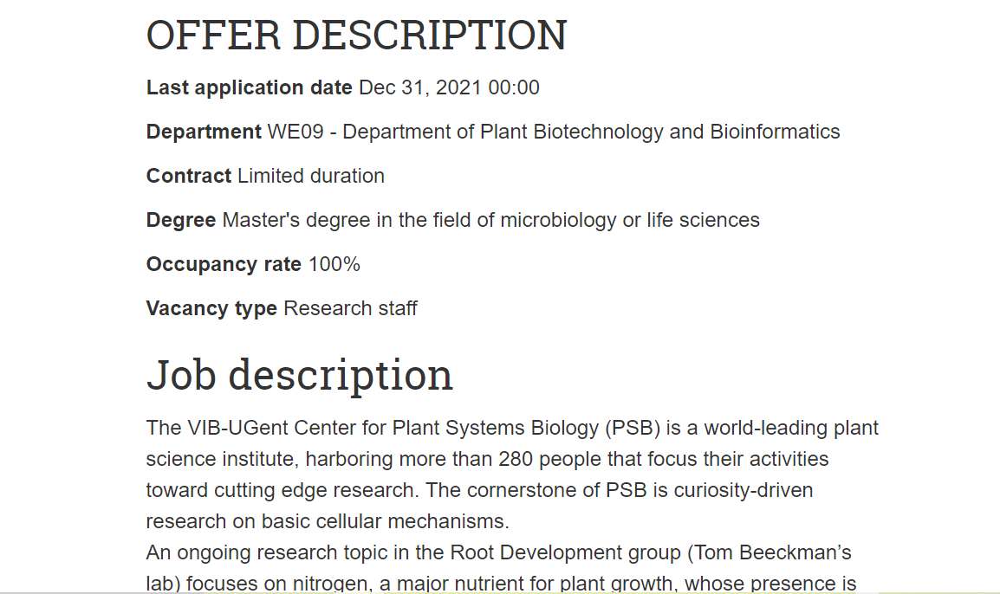 OFFER DESCRIPTION
Last application date Dec 31, 2021 00:00
Department WE09 - Department of Plant Biotechnology and Bioinformatics
Contract Limited duration
Degree Master's degree in the field of microbiology or life sciences
Occupancy rate 100%
Vacancy type Research staff
Job description
The VIB-UGent Center for Plant Systems Biology (PSB) is a world-leading plant
science institute, harboring more than 280 people that focus their activities
toward cutting edge research. The cornerstone of PSB is curiosity-driven
research on basic cellular mechanisms.
An ongoing research topic in the Root Development group (Tom Beeckman’s
lab) focuses on nitrogen, a major nutrient for plant growth, whose presence is